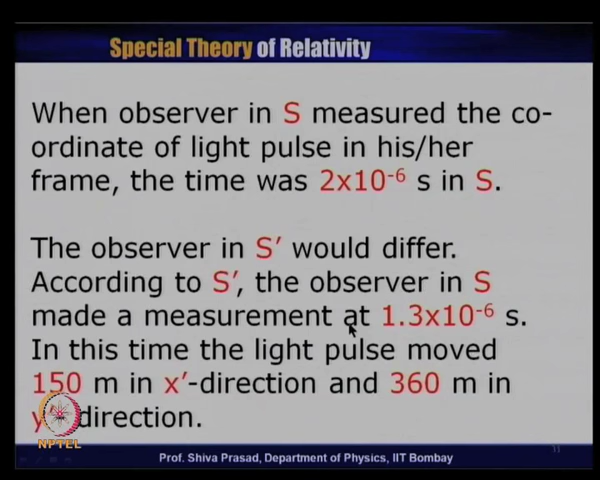 Special Theory of Relativity
When observer in S measured the co-
ordinate of light pulse in his/her
frame, the time was 2x10⁻⁶ s in S.
The observer in S′ would differ.
According to S′, the observer in S
made a measurement at 1.3x10⁻⁶ s.
In this time the light pulse moved
150 m in x′-direction and 360 m in
direction.
NPTEL
Prof. Shiva Prasad, Department of Physics, IIT Bombay
11